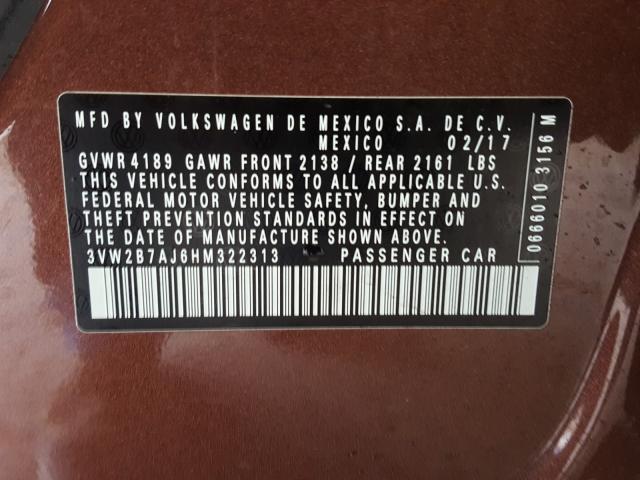 MFD BY VOLKSWAGEN DE MEXICO S.A. DE C.V.
MEXICO 02/17
GVWR 4189 GAWR FRONT 2138 / REAR 2161 LBS
THIS VEHICLE CONFORMS TO ALL APPLICABLE U.S.
FEDERAL MOTOR VEHICLE SAFETY, BUMPER AND
THEFT PREVENTION STANDARDS IN EFFECT ON
THE DATE OF MANUFACTURE SHOWN ABOVE.
3VW2B7AJ6HM322313 PASSENGER CAR
0666010 3156 M